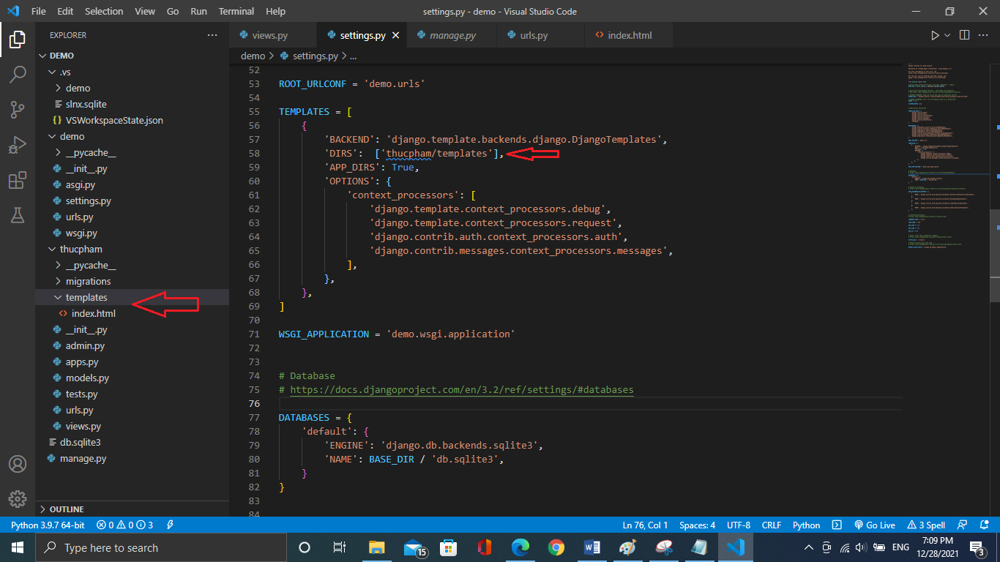 File Edit Selection View Go Run Terminal Help settings.py - demo - Visual Studio Code
EXPLORER
DEMO
.vs
demo
slnx.sqlite
VSWorkspaceState.json
demo
__pycache__
__init__.py
asgi.py
settings.py
urls.py
wsgi.py
thucpham
__pycache__
migrations
templates
index.html
__init__.py
admin.py
apps.py
models.py
tests.py
urls.py
views.py
db.sqlite3
manage.py
OUTLINE
views.py settings.py manage.py urls.py index.html
demo > settings.py > ...
52
53 ROOT_URLCONF = 'demo.urls'
54
55 TEMPLATES = [
56 {
57 'BACKEND': 'django.template.backends.django.DjangoTemplates',
58 'DIRS': ['thucpham/templates'],
59 'APP_DIRS': True,
60 'OPTIONS': {
61 'context_processors': [
62 'django.template.context_processors.debug',
63 'django.template.context_processors.request',
64 'django.contrib.auth.context_processors.auth',
65 'django.contrib.messages.context_processors.messages',
66 ],
67 },
68 },
69 ]
70
71 WSGI_APPLICATION = 'demo.wsgi.application'
72
73
74 # Database
75 # https://docs.djangoproject.com/en/3.2/ref/settings/#databases
76
77 DATABASES = {
78 'default': {
79 'ENGINE': 'django.db.backends.sqlite3',
80 'NAME': BASE_DIR / 'db.sqlite3',
81 }
82 }
83
84
Python 3.9.7 64-bit 0 0 3 Ln 76, Col 1 Spaces: 4 UTF-8 CRLF Python Go Live 3 Spell
Type here to search 15 ENG 7:09 PM 12/28/2021 3